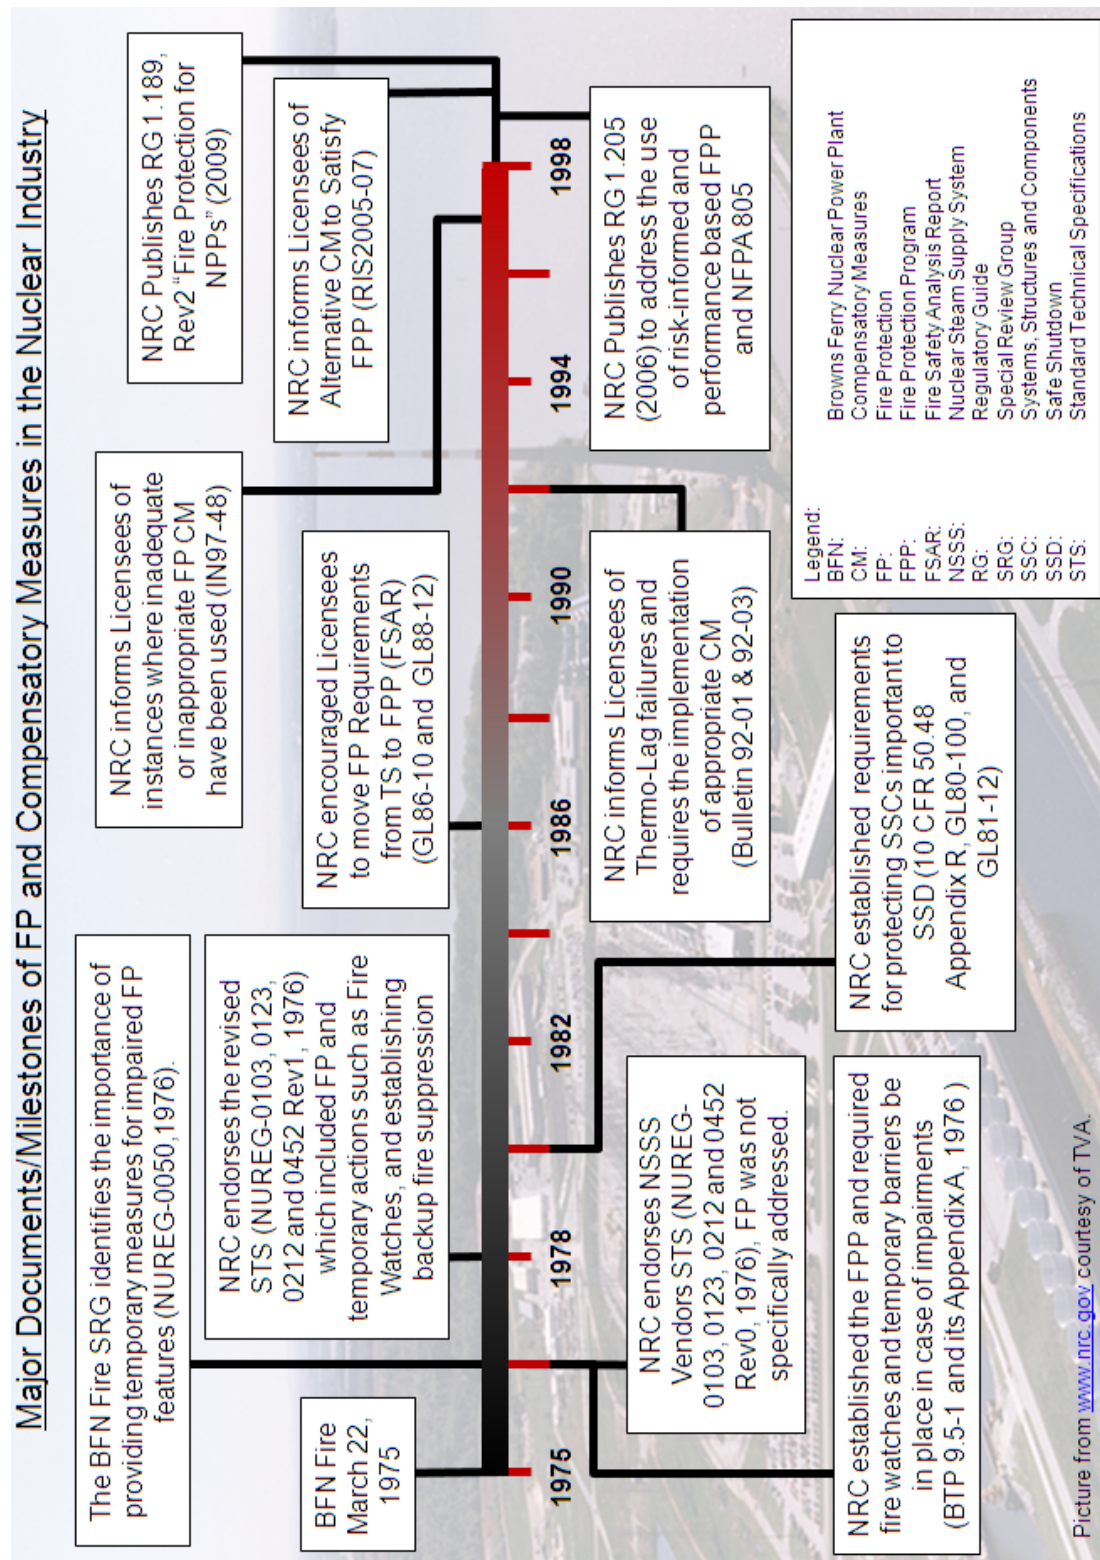 Major Documents/Milestones of FP and Compensatory Measures in the Nuclear Industry
The BFN Fire SRG identifies the importance of
providing temporary measures for impaired FP
features (NUREG-0050,1976).
NRC informs Licensees of
instances where inadequate
or inappropriate FP CM
have been used (IN97-48)
NRC Publishes RG 1.189,
Rev2 “Fire Protection for
NPPs” (2009)
BFN Fire
March 22,
1975
NRC endorses the revised
STS (NUREG-0103, 0123,
0212 and 0452 Rev1, 1976)
which included FP and
temporary actions such as Fire
Watches, and establishing
backup fire suppression
NRC encouraged Licensees
to move FP Requirements
from TS to FPP (FSAR)
(GL86-10 and GL88-12)
NRC informs Licensees of
Alternative CM to Satisfy
FPP (RIS2005-07)
1975
1978
1982
1986
1990
1994
1998
NRC endorses NSSS
Vendors STS (NUREG-
0103, 0123, 0212 and 0452
Rev0, 1976), FP was not
specifically addressed.
NRC informs Licensees of
Thermo-Lag failures and
requires the implementation
of appropriate CM
(Bulletin 92-01 & 92-03)
NRC Publishes RG 1.205
(2006) to address the use
of risk-informed and
performance based FPP
and NFPA 805
NRC established the FPP and required
fire watches and temporary barriers be
in place in case of impairments
(BTP 9.5-1 and its Appendix A, 1976 )
NRC established requirements
for protecting SSCs important to
SSD (10 CFR 50.48
Appendix R, GL80-100, and
GL81-12)
Legend:
BFN: Browns Ferry Nuclear Power Plant
CM: Compensatory Measures
FP: Fire Protection
FPP: Fire Protection Program
FSAR: Fire Safety Analysis Report
NSSS: Nuclear Steam Supply System
RG: Regulatory Guide
SRG: Special Review Group
SSC: Systems, Structures and Components
SSD: Safe Shutdown
STS: Standard Technical Specifications
Picture from www.nrc.gov courtesy of TVA.